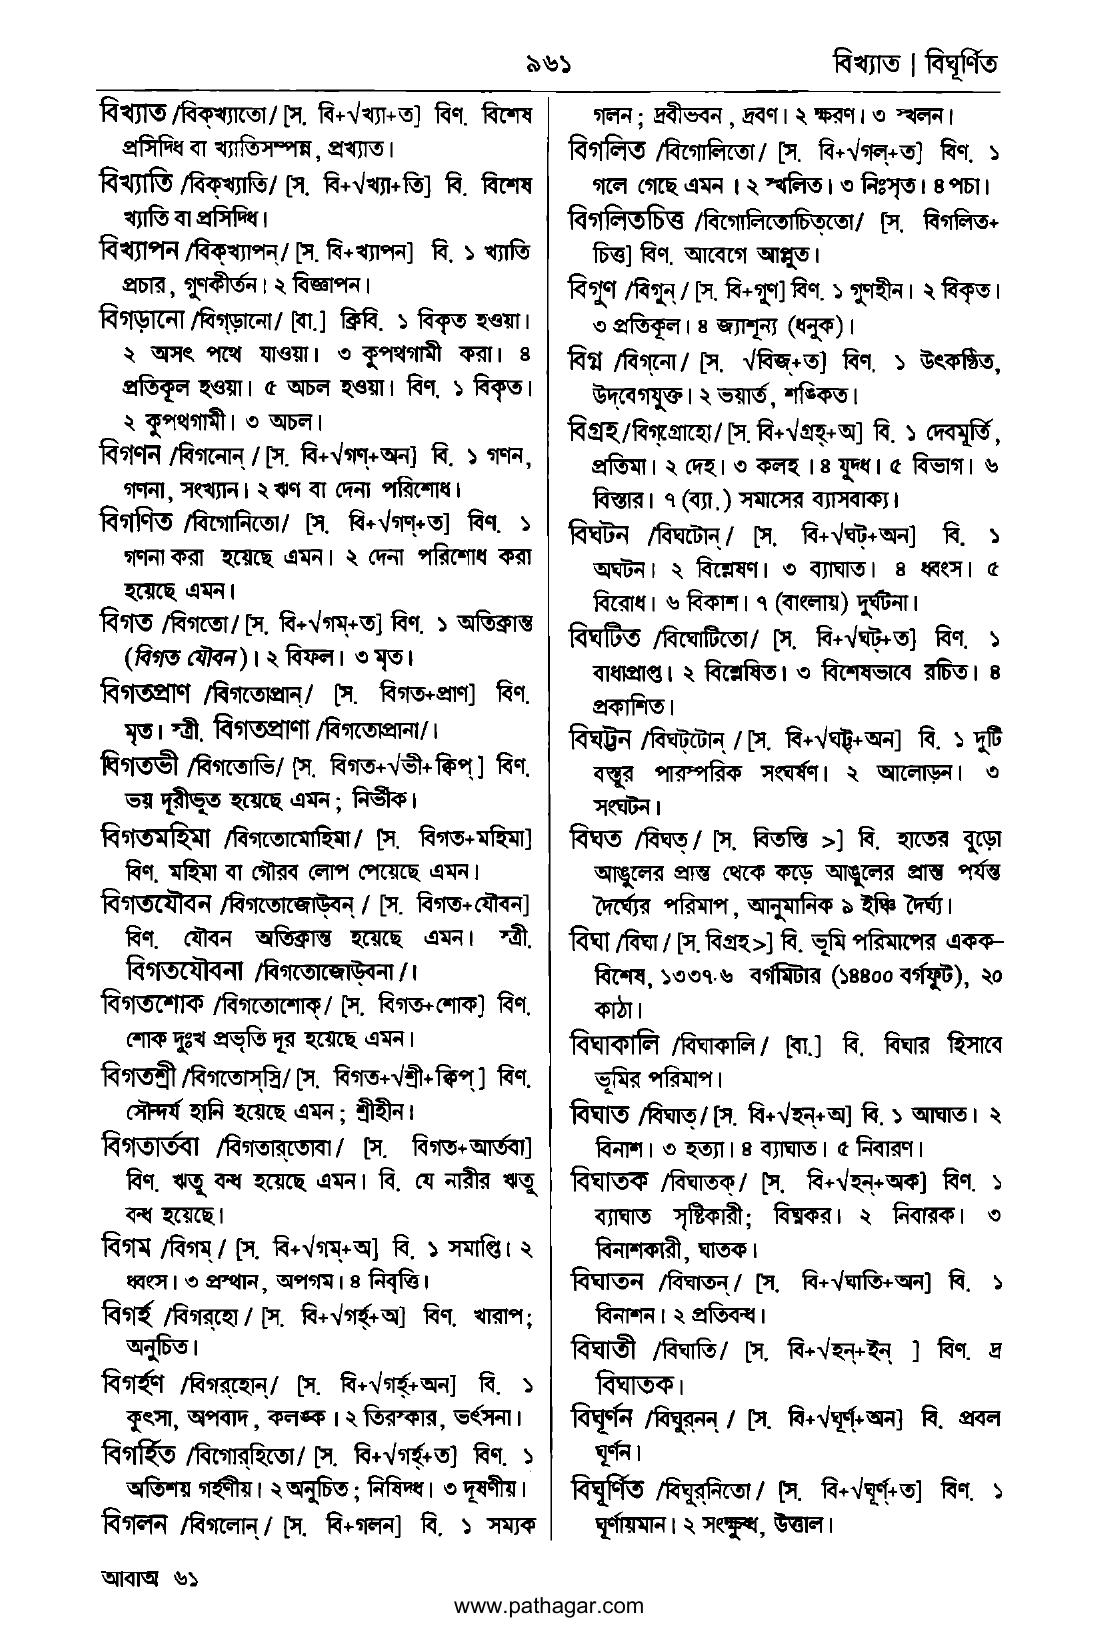 ৯৬১
বিখ্যাত | বিঘূর্ণিত
বিখ্যাত /বিক্‌খ্যাতো/ [স. বি+√খ্যা+ত] বিণ. বিশেষ
প্রসিদ্ধি বা খ্যাতিসম্পন্ন, প্রখ্যাত।
বিখ্যাতি /বিক্‌খ্যাতি/ [স. বি+√খ্যা+তি] বি. বিশেষ
খ্যাতি বা প্রসিদ্ধি।
বিখ্যাপন /বিক্‌খ্যাপন্‌/ [স. বি+খ্যাপন] বি. ১ খ্যাতি
প্রচার, গুণকীর্তন। ২ বিজ্ঞাপন।
বিগড়ানো /বিগ্‌ড়ানো/ [বা.] ক্রিবি. ১ বিকৃত হওয়া।
২ অসৎ পথে যাওয়া। ৩ কুপথগামী করা। ৪
প্রতিকূল হওয়া। ৫ অচল হওয়া। বিণ. ১ বিকৃত।
২ কুপথগামী। ৩ অচল।
বিগণন /বিগনোন্‌/ [স. বি+√গণ্‌+অন] বি. ১ গণন,
গণনা, সংখ্যান। ২ ঋণ বা দেনা পরিশোধ।
বিগণিত /বিগোনিতো/ [স. বি+√গণ্‌+ত] বিণ. ১
গণনা করা হয়েছে এমন। ২ দেনা পরিশোধ করা
হয়েছে এমন।
বিগত /বিগতো/ [স. বি+√গম্‌+ত] বিণ. ১ অতিক্রান্ত
(বিগত যৌবন)। ২ বিফল। ৩ মৃত।
বিগতপ্রাণ /বিগতোপ্রান্‌/ [স. বিগত+প্রাণ] বিণ.
মৃত। স্ত্রী. বিগতপ্রাণা /বিগতোপ্রানা/।
বিগতভী /বিগতোভি/ [স. বিগত+√ভী+ক্বিপ্‌] বিণ.
ভয় দূরীভূত হয়েছে এমন; নির্ভীক।
বিগতমহিমা /বিগতোমোহিমা/ [স. বিগত+মহিমা]
বিণ. মহিমা বা গৌরব লোপ পেয়েছে এমন।
বিগতযৌবন /বিগতোজোউ্‌বন্‌/ [স. বিগত+যৌবন]
বিণ. যৌবন অতিক্রান্ত হয়েছে এমন। স্ত্রী.
বিগতযৌবনা /বিগতোজোউ্‌বনা/।
বিগতশোক /বিগতোশোক্‌/ [স. বিগত+শোক] বিণ.
শোক দুঃখ প্রভৃতি দূর হয়েছে এমন।
বিগতশ্রী /বিগতোস্‌স্রি/ [স. বিগত+√শ্রী+ক্বিপ্‌] বিণ.
সৌন্দর্য হানি হয়েছে এমন; শ্রীহীন।
বিগতার্তবা /বিগতার্‌তোবা/ [স. বিগত+আর্তবা]
বিণ. ঋতু বন্ধ হয়েছে এমন। বি. যে নারীর ঋতু
বন্ধ হয়েছে।
বিগম /বিগম্‌/ [স. বি+√গম্‌+অ] বি. ১ সমাপ্তি। ২
ধ্বংস। ৩ প্রস্থান, অপগম। ৪ নিবৃত্তি।
বিগর্হ /বিগর্‌হো/ [স. বি+√গর্হ্‌+অ] বিণ. খারাপ;
অনুচিত।
বিগর্হণ /বিগর্‌হোন্‌/ [স. বি+√গর্হ্‌+অন] বি. ১
কুৎসা, অপবাদ, কলঙ্ক। ২ তিরস্কার, ভর্ৎসনা।
বিগর্হিত /বিগোর্‌হিতো/ [স. বি+√গর্হ্‌+ত] বিণ. ১
অতিশয় গর্হণীয়। ২ অনুচিত; নিষিদ্ধ। ৩ দূষণীয়।
বিগলন /বিগলোন্‌/ [স. বি+গলন] বি. ১ সম্যক
গলন; দ্রবীভবন, দ্রবণ। ২ ক্ষরণ। ৩ স্খলন।
বিগলিত /বিগোলিতো/ [স. বি+√গল্‌+ত] বিণ. ১
গলে গেছে এমন। ২ স্খলিত। ৩ নিঃসৃত। ৪ পচা।
বিগলিতচিত্ত /বিগোলিতোচিত্‌তো/ [স. বিগলিত+
চিত্ত] বিণ. আবেগে আপ্লুত।
বিগুণ /বিগুন্‌/ [স. বি+গুণ] বিণ. ১ গুণহীন। ২ বিকৃত।
৩ প্রতিকূল। ৪ জ্যাশূন্য (ধনুক)।
বিগ্ন /বিগ্‌নো/ [স. √বিজ্‌+ত] বিণ. ১ উৎকণ্ঠিত,
উদ্‌বেগযুক্ত। ২ ভয়ার্ত, শঙ্কিত।
বিগ্রহ /বিগ্‌গ্রোহো/ [স. বি+√গ্রহ্‌+অ] বি. ১ দেবমূর্তি,
প্রতিমা। ২ দেহ। ৩ কলহ। ৪ যুদ্ধ। ৫ বিভাগ। ৬
বিস্তার। ৭ (ব্যা.) সমাসের ব্যাসবাক্য।
বিঘটন /বিঘটোন্‌/ [স. বি+√ঘট্‌+অন] বি. ১
অঘটন। ২ বিশ্লেষণ। ৩ ব্যাঘাত। ৪ ধ্বংস। ৫
বিরোধ। ৬ বিকাশ। ৭ (বাংলায়) দুর্ঘটনা।
বিঘটিত /বিঘোটিতো/ [স. বি+√ঘট্‌+ত] বিণ. ১
বাধাপ্রাপ্ত। ২ বিশ্লেষিত। ৩ বিশেষভাবে রচিত। ৪
প্রকাশিত।
বিঘট্টন /বিঘট্‌টোন্‌/ [স. বি+√ঘট্ট্‌+অন] বি. ১ দুটি
বস্তুর পারস্পরিক সংঘর্ষণ। ২ আলোড়ন। ৩
সংঘটন।
বিঘত /বিঘত্‌/ [স. বিতস্তি >] বি. হাতের বুড়ো
আঙুলের প্রান্ত থেকে কড়ে আঙুলের প্রান্ত পর্যন্ত
দৈর্ঘ্যের পরিমাপ, আনুমানিক ৯ ইঞ্চি দৈর্ঘ্য।
বিঘা /বিঘা/ [স. বিগ্রহ>] বি. ভূমি পরিমাপের একক–
বিশেষ, ১৩৩৭·৬ বর্গমিটার (১৪৪০০ বর্গফুট), ২০
কাঠা।
বিঘাকালি /বিঘাকালি/ [বা.] বি. বিঘার হিসাবে
ভূমির পরিমাপ।
বিঘাত /বিঘাত্‌/ [স. বি+√হন্‌+অ] বি. ১ আঘাত। ২
বিনাশ। ৩ হত্যা। ৪ ব্যাঘাত। ৫ নিবারণ।
বিঘাতক /বিঘাতক্‌/ [স. বি+√হন্‌+অক] বিণ. ১
ব্যাঘাত সৃষ্টিকারী; বিঘ্নকর। ২ নিবারক। ৩
বিনাশকারী, ঘাতক।
বিঘাতন /বিঘাতন্‌/ [স. বি+√ঘাতি+অন] বি. ১
বিনাশন। ২ প্রতিবন্ধ।
বিঘাতী /বিঘাতি/ [স. বি+√হন্‌+ইন্‌ ] বিণ. দ্র
বিঘাতক।
বিঘূর্ণন /বিঘুর্‌নন্‌/ [স. বি+√ঘূর্ণ্‌+অন] বি. প্রবল
ঘূর্ণন।
বিঘূর্ণিত /বিঘুর্‌নিতো/ [স. বি+√ঘূর্ণ্‌+ত] বিণ. ১
ঘূর্ণায়মান। ২ সংক্ষুব্ধ, উত্তাল।
আবাঅ ৬১
www.pathagar.com